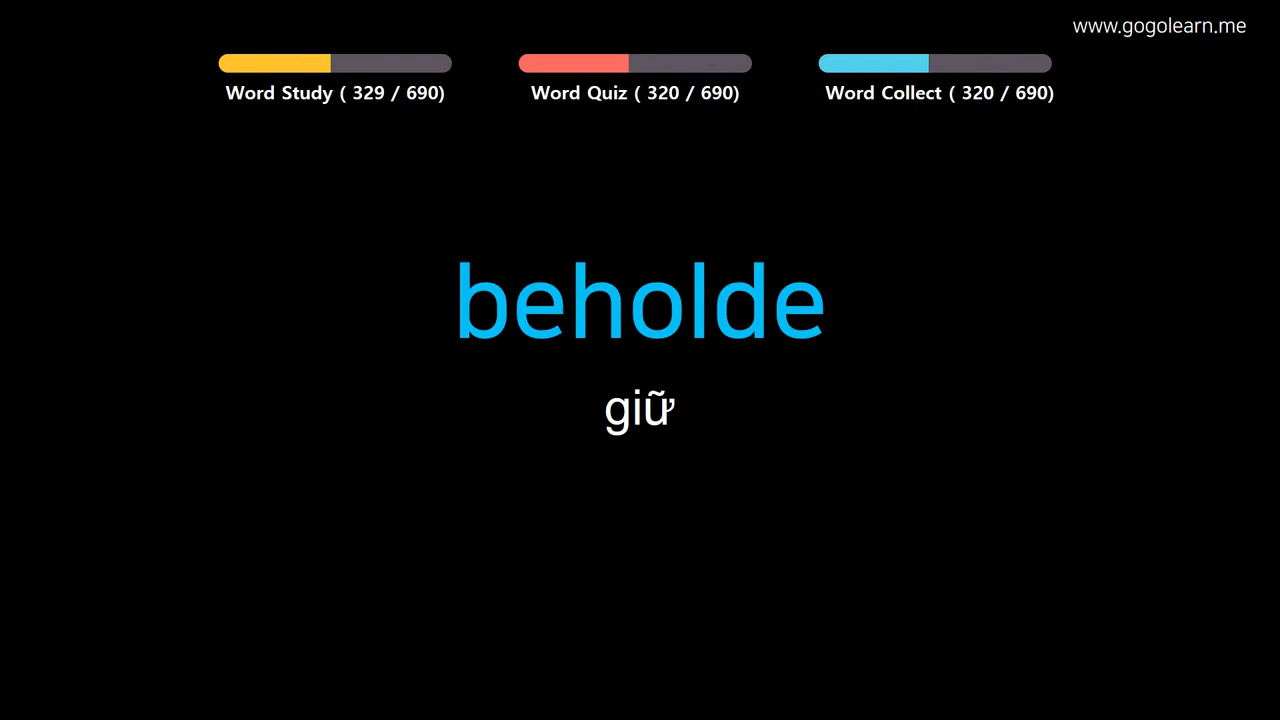 www.gogolearn.me
Word Study ( 329 / 690)
Word Quiz ( 320 / 690)
Word Collect ( 320 / 690)
beholde
giữ